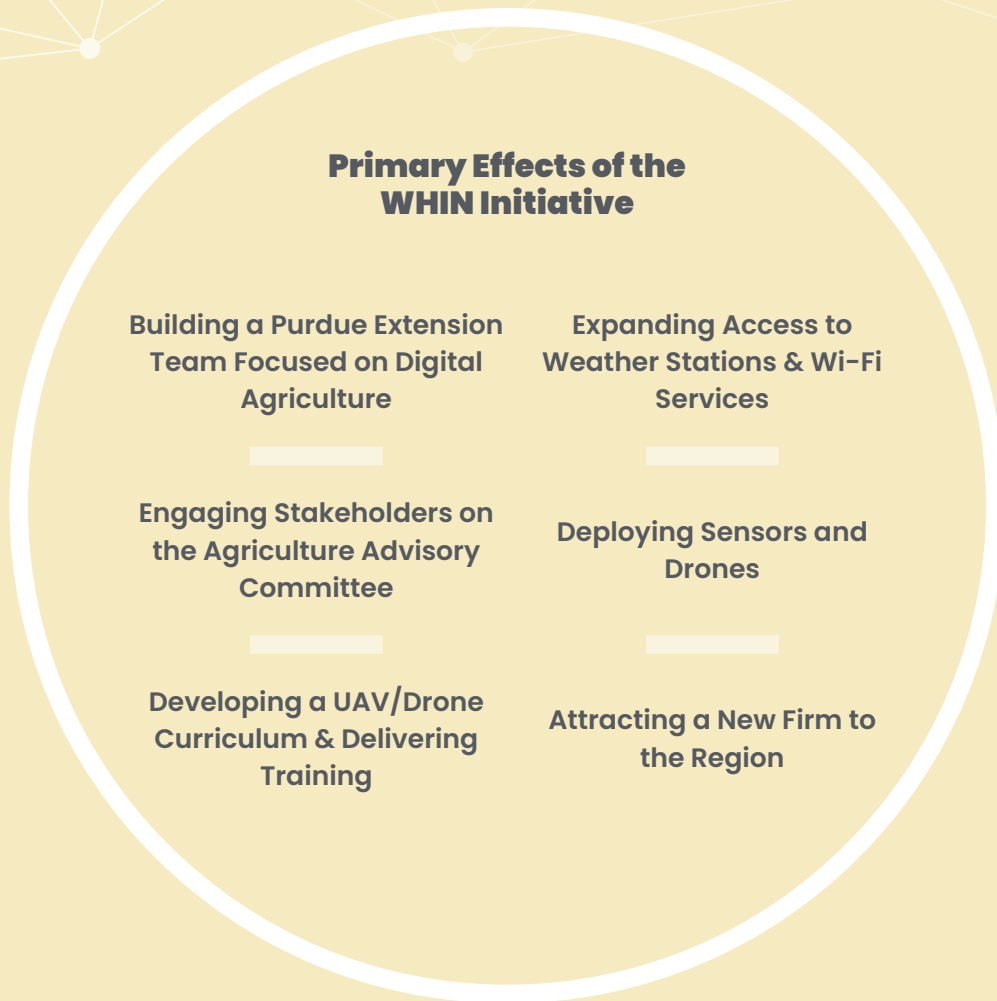 Primary Effects of the
WHIN Initiative
Building a Purdue Extension
Team Focused on Digital
Agriculture
Engaging Stakeholders on
the Agriculture Advisory
Committee
Developing a UAV/Drone
Curriculum & Delivering
Training
Expanding Access to
Weather Stations & Wi-Fi
Services
Deploying Sensors and
Drones
Attracting a New Firm to
the Region